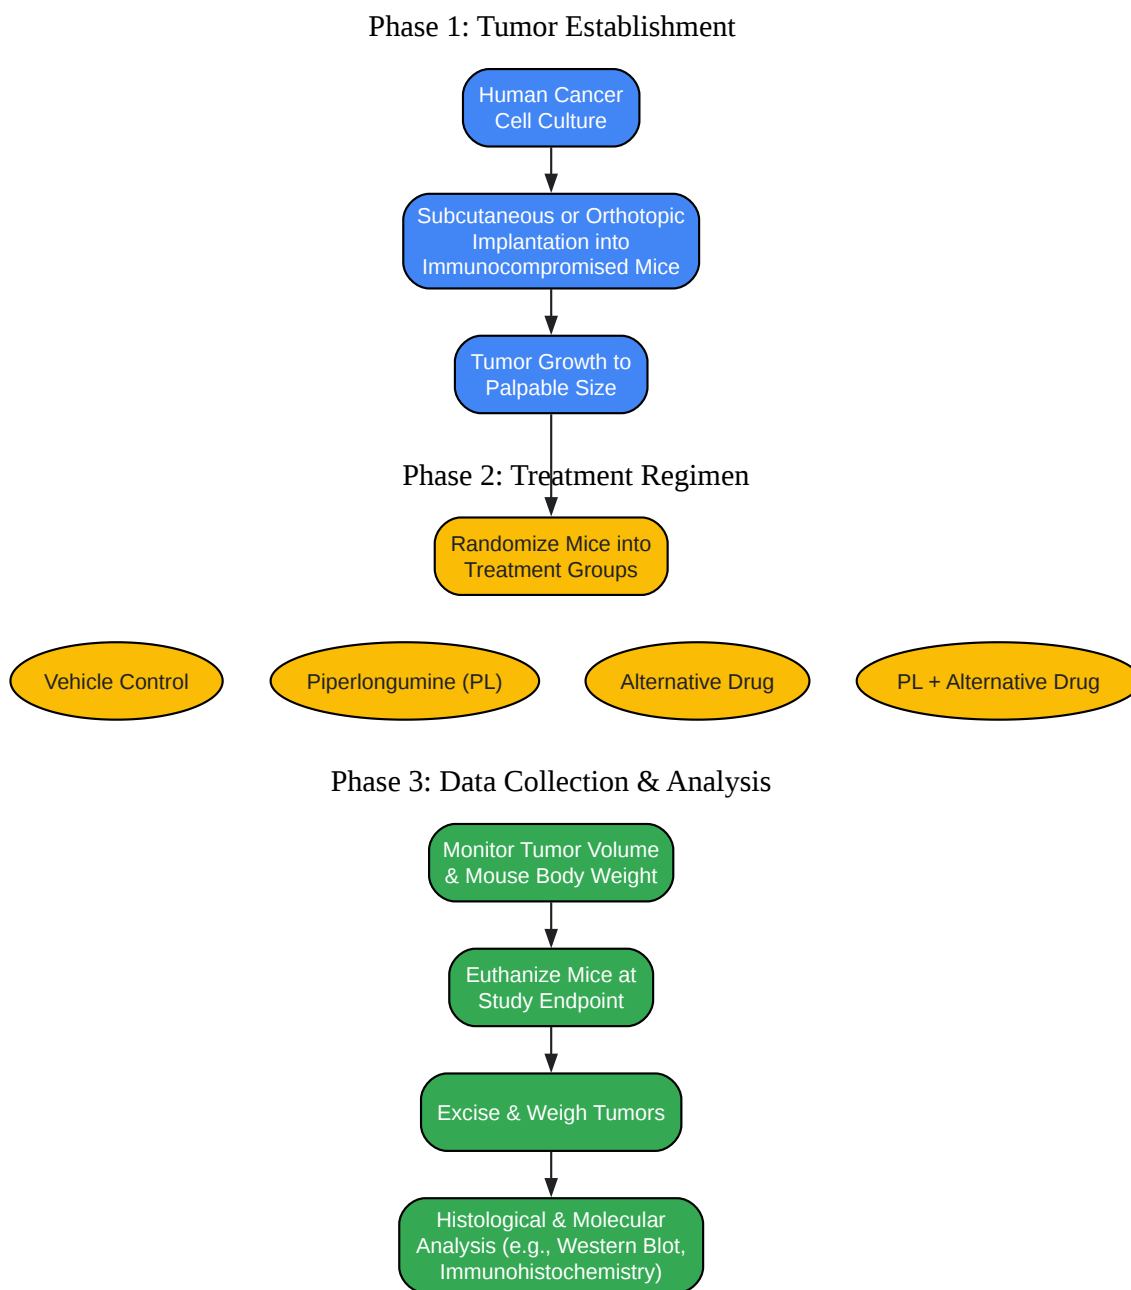 Phase 1: Tumor Establishment
Human Cancer
Cell Culture
Subcutaneous or Orthotopic
Implantation into
Immunocompromised Mice
Tumor Growth to
Palpable Size
Phase 2: Treatment Regimen
Randomize Mice into
Treatment Groups
Vehicle Control
Piperlongumine (PL)
Alternative Drug
PL + Alternative Drug
Phase 3: Data Collection & Analysis
Monitor Tumor Volume
& Mouse Body Weight
Euthanize Mice at
Study Endpoint
Excise & Weigh Tumors
Histological & Molecular
Analysis (e.g., Western Blot,
Immunohistochemistry)